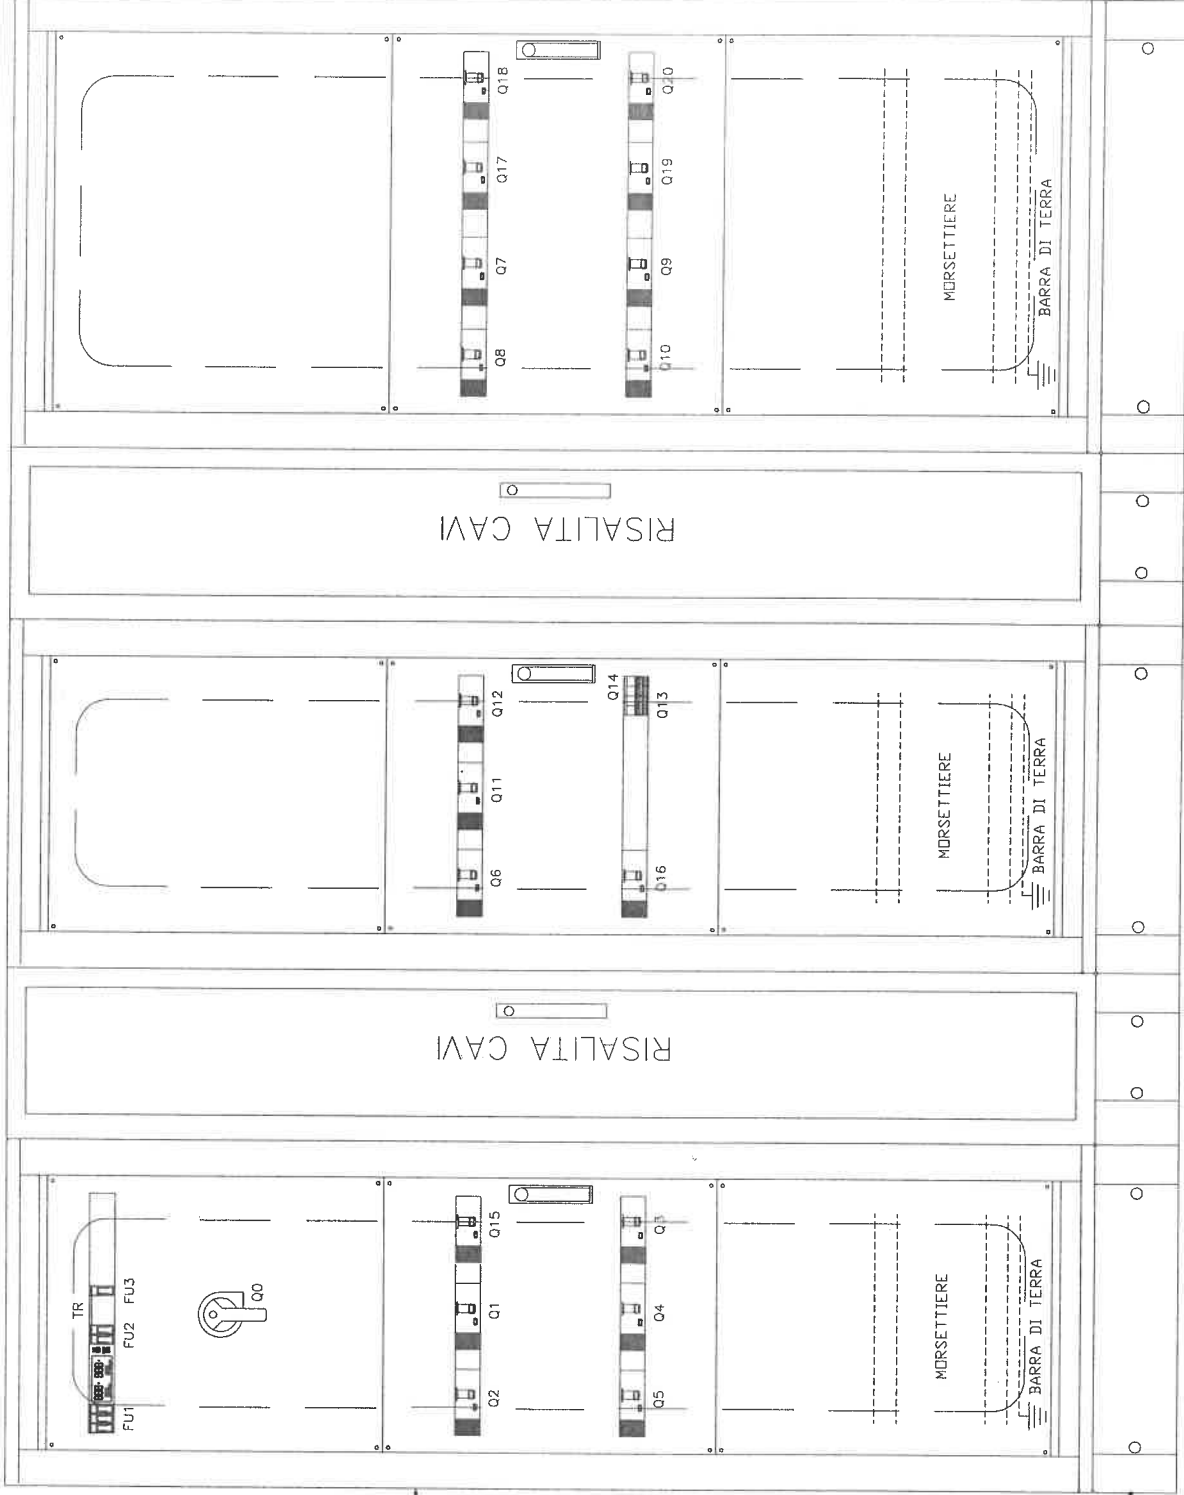 Q18
Q17
Q7
Q8
Q20
Q19
Q9
Q10
MORSETTIERE
BARRA DI TERRA
RISALITA CAVI
Q12
Q11
Q6
Q14
Q13
Q16
MORSETTIERE
BARRA DI TERRA
RISALITA CAVI
TR
FU3
FU2
FU1
Q0
Q15
Q1
Q2
Q3
Q4
Q5
MORSETTIERE
BARRA DI TERRA